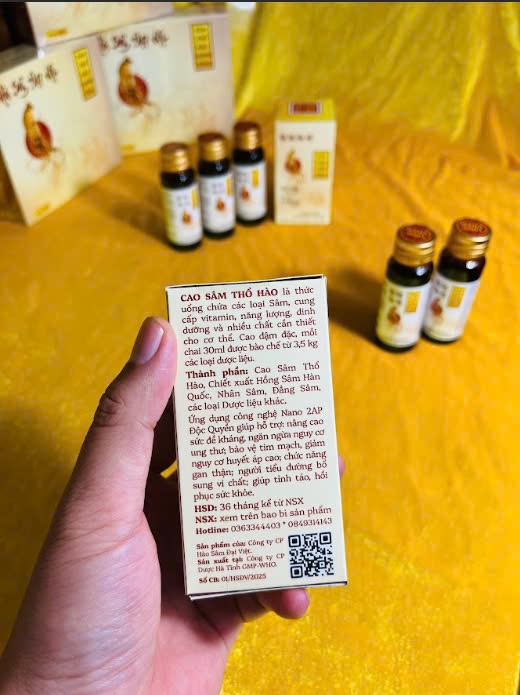 CAO SÂM THỔ HÀO là thức
uống chứa các loại Sâm, cung
cấp vitamin, năng lượng, dinh
dưỡng và nhiều chất cần thiết
cho cơ thể. Cao đậm đặc, mỗi
chai 30ml được bào chế từ 3,5 kg
các loại dược liệu.
Thành phần: Cao Sâm Thổ
Hào, Chiết xuất Hồng Sâm Hàn
Quốc, Nhân Sâm, Đẳng Sâm,
các loại Dược liệu khác.
Ứng dụng công nghệ Nano 2AP
Độc Quyền giúp hỗ trợ: nâng cao
sức đề kháng, ngăn ngừa nguy cơ
ung thư; bảo vệ tim mạch, giảm
nguy cơ huyết áp cao; chức năng
gan thận; người tiểu đường bổ
sung vi chất; giúp tỉnh táo, hồi
phục sức khỏe.
HSD: 36 tháng kể từ NSX
NSX: xem trên bao bì sản phẩm
Hotline: 0363344403 * 0849314143
Sản phẩm của: Công ty CP
Hào Sâm Đại Việt.
Sản xuất tại: Công ty CP
Dược Hà Tĩnh GMP-WHO.
Số CB: 01/HSĐV/2025